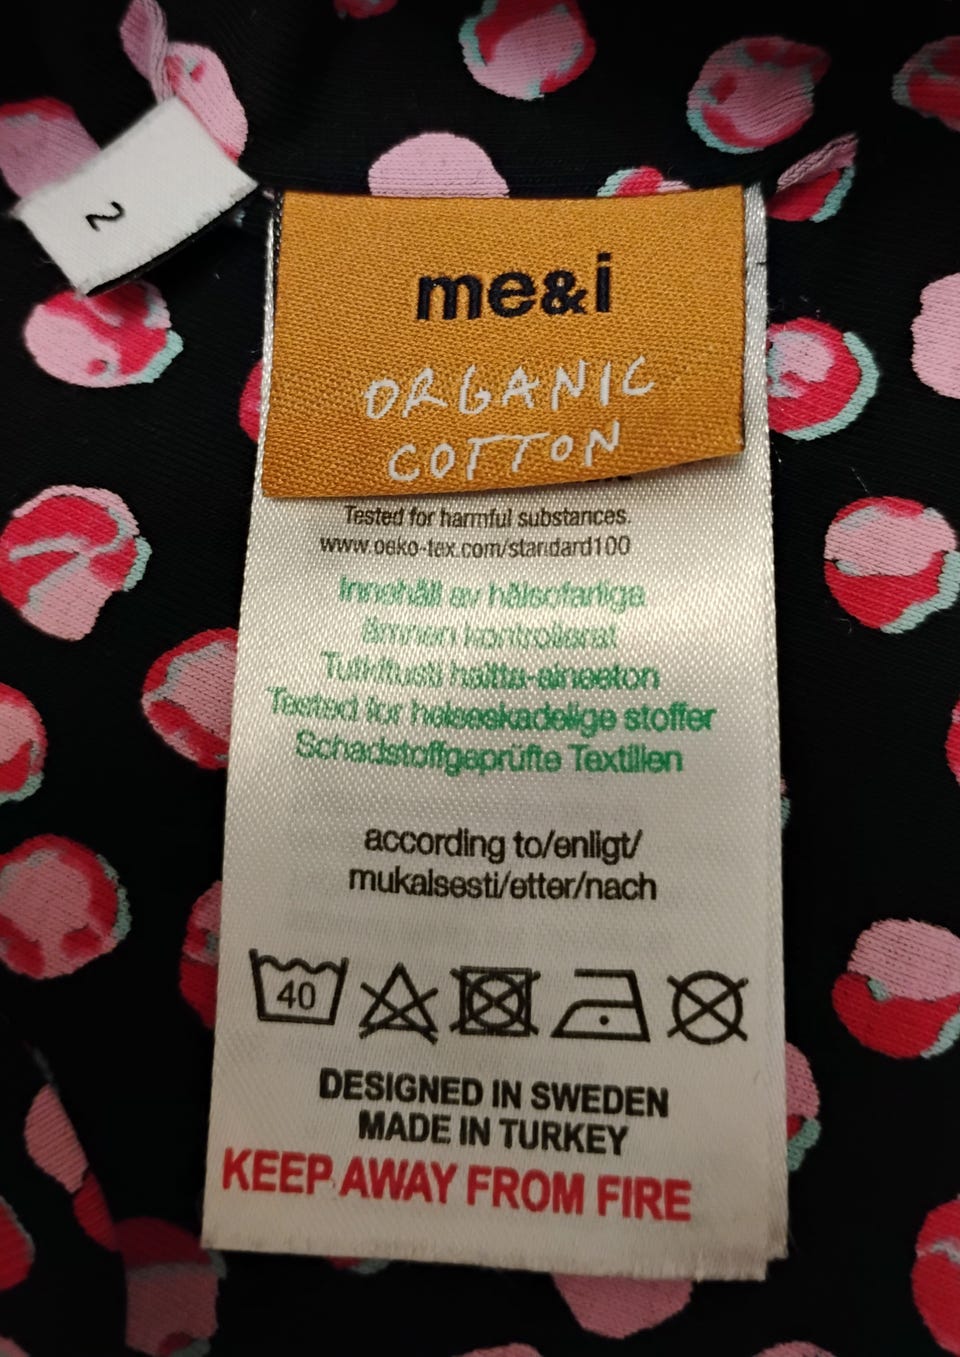 2
me&i
ORGANIC
COTTON
Tested for harmful substances.
www.oeko-tex.com/standard100
Innehåll av hälsofarliga
ämnen kontrollerat
Tutkitusti haitta-aineeton
Tested for helseskadelige stoffer
Schadstoffgeprüfte Textilien
according to/enligt/
mukaisesti/etter/nach
40
DESIGNED IN SWEDEN
MADE IN TURKEY
KEEP AWAY FROM FIRE